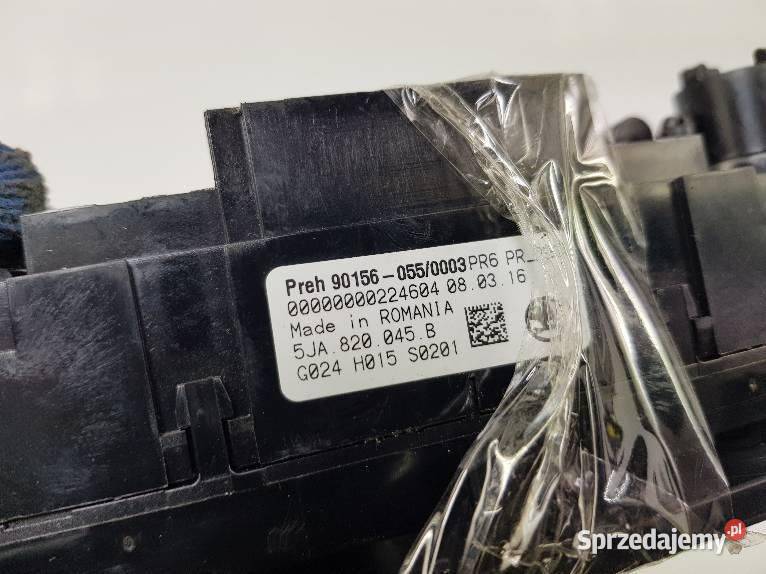 Preh 90156-055/0003 PR6 PR_
00000000224604 08.03.16
Made in ROMANIA
5JA.820.045.B
G024 H015 S0201
Sprzedajemy .pl